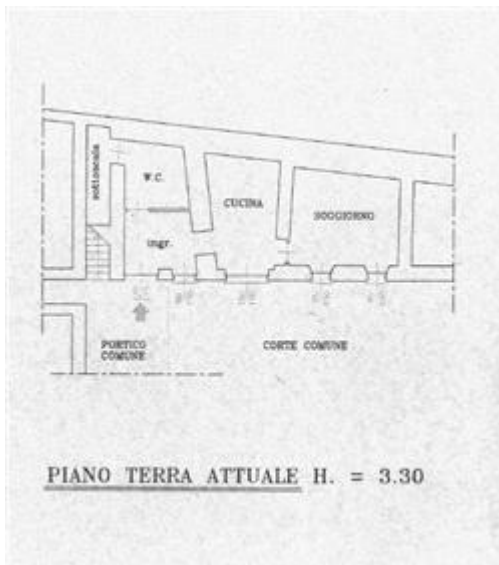 sottoscala
W.C.
CUCINA
SOGGIORNO
ingr.
PORTICO
COMUNE
CORTE COMUNE
PIANO TERRA ATTUALE H. = 3.30